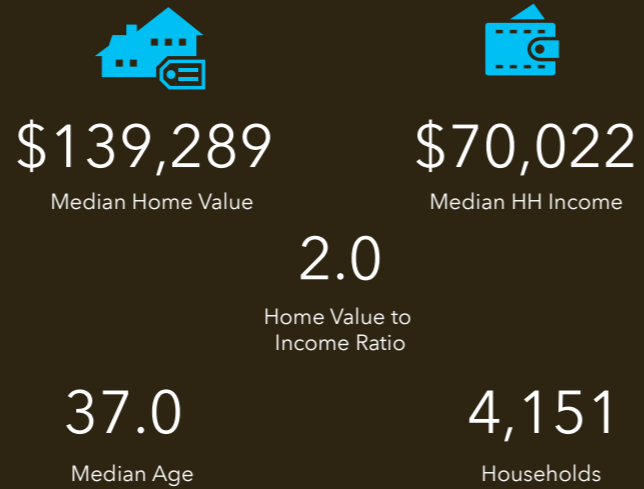 $139,289
Median Home Value
$70,022
Median HH Income
2.0
Home Value to
Income Ratio
37.0
Median Age
4,151
Households